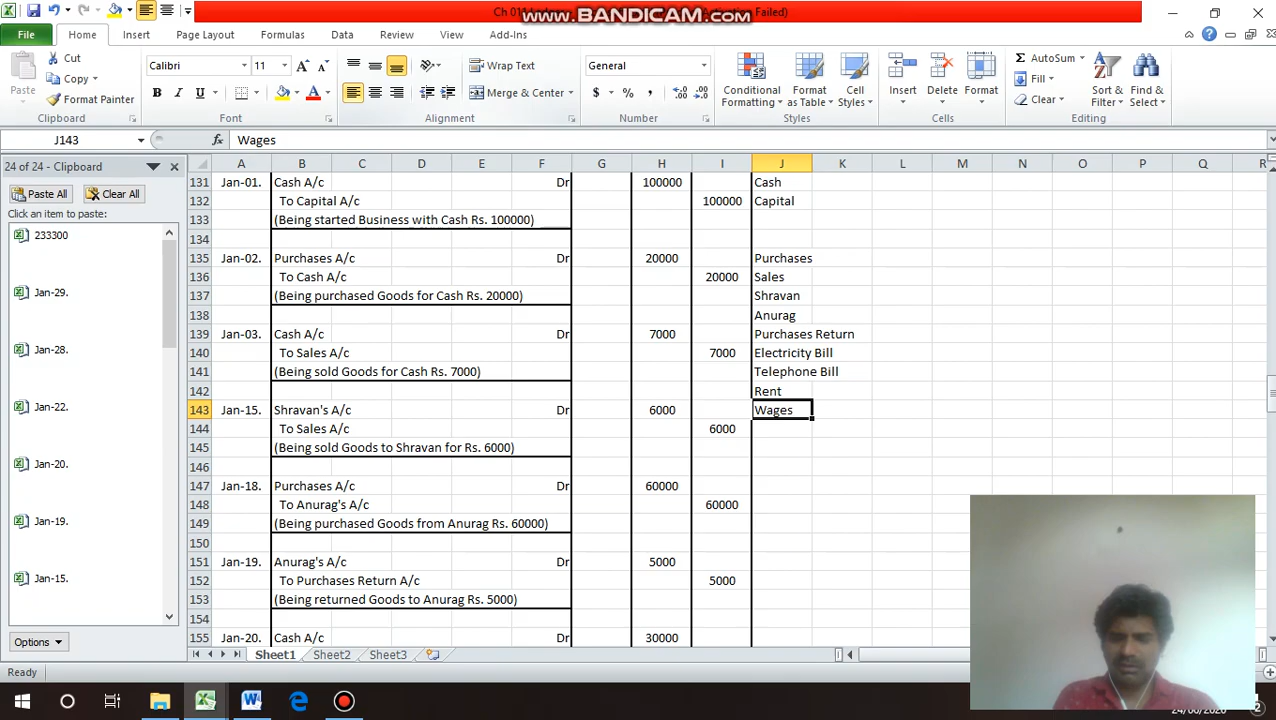 Ch 01
Activation Failed)
www.BANDICAM.com
File Home Insert Page Layout Formulas Data Review View Add-Ins
Cut
Copy
Format Painter
Paste
Clipboard
Calibri 11
B I U
Font
Wrap Text
Merge & Center
Alignment
General
$ % ,
Number
Conditional Formatting
Format as Table
Cell Styles
Styles
Insert Delete Format
Cells
AutoSum
Fill
Clear
Sort & Filter
Find & Select
Editing
J143 fx Wages
24 of 24 - Clipboard
Paste All Clear All
Click an item to paste:
233300
Jan-29.
Jan-28.
Jan-22.
Jan-20.
Jan-19.
Jan-15.
Options
A B C D E F G H I J K L M N O P Q R
131 Jan-01. Cash A/c Dr 100000 Cash
132 To Capital A/c 100000 Capital
133 (Being started Business with Cash Rs. 100000)
134
135 Jan-02. Purchases A/c Dr 20000 Purchases
136 To Cash A/c 20000 Sales
137 (Being purchased Goods for Cash Rs. 20000) Shravan
138 Anurag
139 Jan-03. Cash A/c Dr 7000 Purchases Return
140 To Sales A/c 7000 Electricity Bill
141 (Being sold Goods for Cash Rs. 7000) Telephone Bill
142 Rent
143 Jan-15. Shravan's A/c Dr 6000 Wages
144 To Sales A/c 6000
145 (Being sold Goods to Shravan for Rs. 6000)
146
147 Jan-18. Purchases A/c Dr 60000
148 To Anurag's A/c 60000
149 (Being purchased Goods from Anurag Rs. 60000)
150
151 Jan-19. Anurag's A/c Dr 5000
152 To Purchases Return A/c 5000
153 (Being returned Goods to Anurag Rs. 5000)
154
155 Jan-20. Cash A/c Dr 30000
Sheet1 Sheet2 Sheet3
Ready